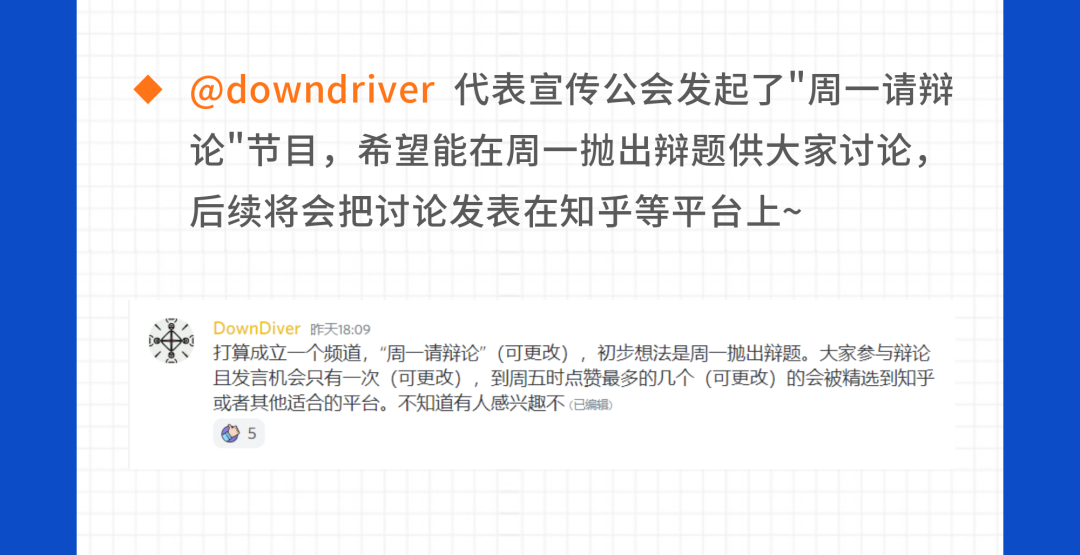 @downdriver 代表宣传公会发起了"周一请辩
论"节目，希望能在周一抛出辩题供大家讨论，
后续将会把讨论发表在知乎等平台上~
DownDiver 昨天18:09
打算成立一个频道，“周一请辩论”（可更改），初步想法是周一抛出辩题。大家参与辩论
且发言机会只有一次（可更改），到周五时点赞最多的几个（可更改）的会被精选到知乎
或者其他适合的平台。不知道有人感兴趣不 (已编辑)
5